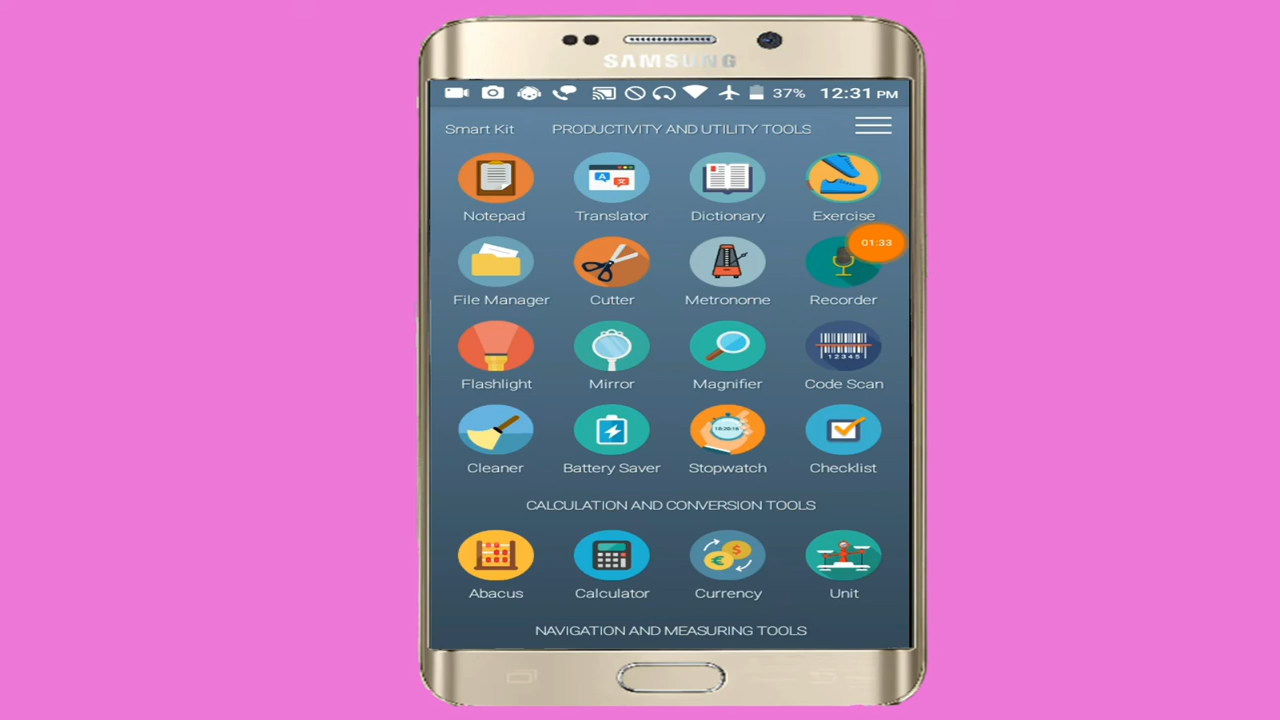 SAMSUNG
37% 12:31 PM
Smart Kit PRODUCTIVITY AND UTILITY TOOLS
Notepad Translator Dictionary Exercise
01:33
File Manager Cutter Metronome Recorder
12345
Flashlight Mirror Magnifier Code Scan
Cleaner Battery Saver Stopwatch Checklist
CALCULATION AND CONVERSION TOOLS
Abacus Calculator Currency Unit
NAVIGATION AND MEASURING TOOLS